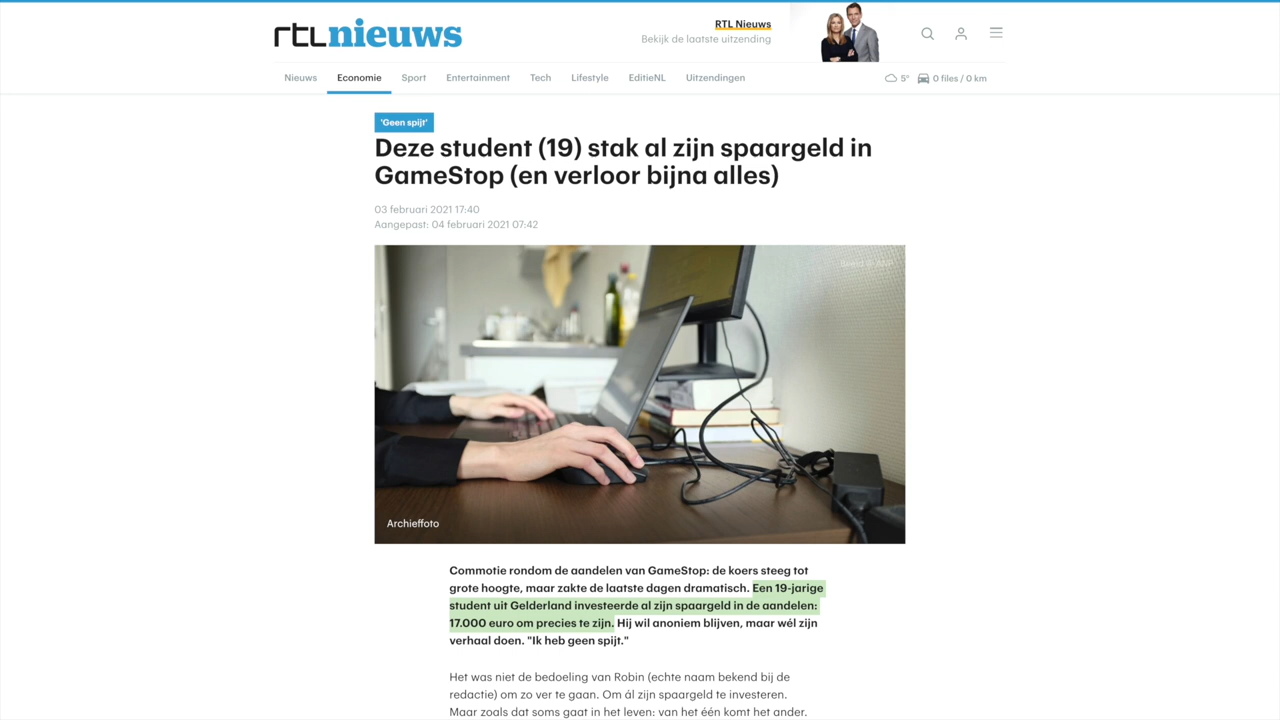 rtlnieuws
RTL Nieuws
Bekijk de laatste uitzending
Nieuws Economie Sport Entertainment Tech Lifestyle EditieNL Uitzendingen 5° 0 files / 0 km
'Geen spijt'
Deze student (19) stak al zijn spaargeld in
GameStop (en verloor bijna alles)
03 februari 2021 17:40
Aangepast: 04 februari 2021 07:42
Beeld © ANP
Archieffoto
Commotie rondom de aandelen van GameStop: de koers steeg tot
grote hoogte, maar zakte de laatste dagen dramatisch. Een 19-jarige
student uit Gelderland investeerde al zijn spaargeld in de aandelen:
17.000 euro om precies te zijn. Hij wil anoniem blijven, maar wél zijn
verhaal doen. "Ik heb geen spijt."
Het was niet de bedoeling van Robin (echte naam bekend bij de
redactie) om zo ver te gaan. Om ál zijn spaargeld te investeren.
Maar zoals dat soms gaat in het leven: van het één komt het ander.